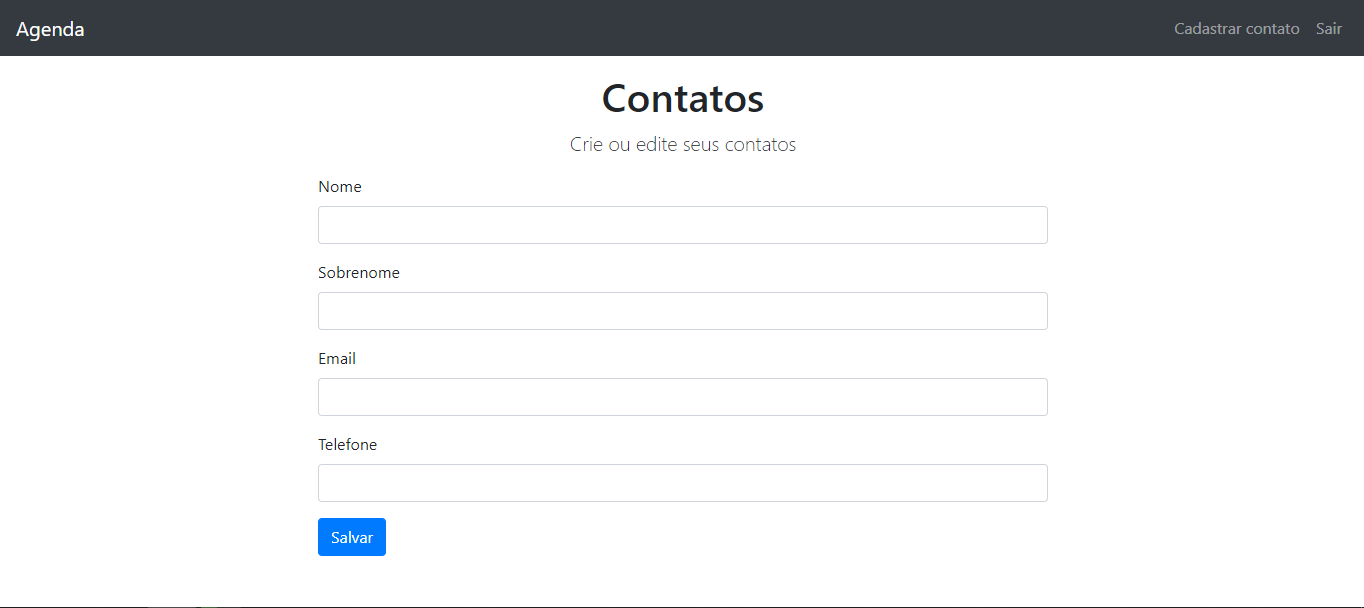 Agenda
Cadastrar contato Sair
Contatos
Crie ou edite seus contatos
Nome
Sobrenome
Email
Telefone
Salvar